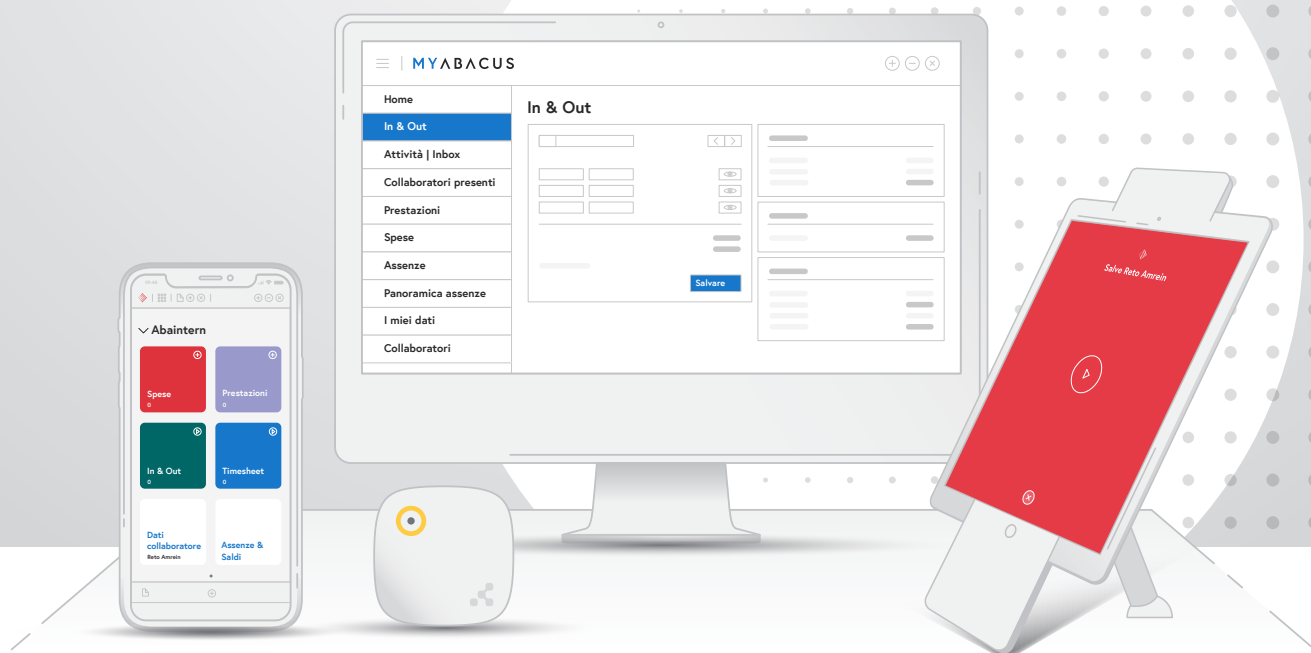 MYABACUS
Home
In & Out
Attività | Inbox
Collaboratori presenti
Prestazioni
Spese
Assenze
Panoramica assenze
I miei dati
Collaboratori
In & Out
Salvare
Abaintern
Spese
0
Prestazioni
0
In & Out
0
Timesheet
0
Dati
collaboratore
Reto Amrein
Assenze &
Saldi
Salve Reto Amrein